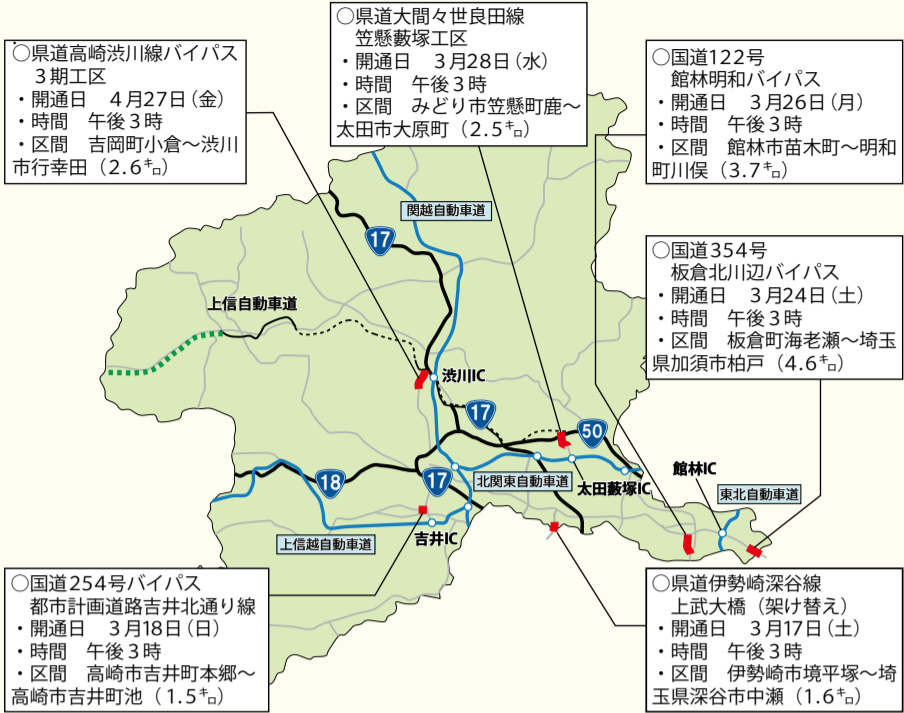 ○県道高崎渋川線バイパス
３期工区
・開通日　４月27日（金）
・時間　午後３時
・区間　吉岡町小倉〜渋川
市行幸田（2.6㌔）
○県道大間々世良田線
笠懸藪塚工区
・開通日　３月28日（水）
・時間　午後３時
・区間　みどり市笠懸町鹿〜
太田市大原町（2.5㌔）
○国道122号
館林明和バイパス
・開通日　３月26日（月）
・時間　午後３時
・区間　館林市苗木町〜明和
町川俣（3.7㌔）
○国道354号
板倉北川辺バイパス
・開通日　３月24日（土）
・時間　午後３時
・区間　板倉町海老瀬〜埼玉
県加須市柏戸（4.6㌔）
関越自動車道
17
上信自動車道
渋川IC
17
50
18
17
北関東自動車道
太田藪塚IC
館林IC
東北自動車道
上信越自動車道
吉井IC
○国道254号バイパス
都市計画道路吉井北通り線
・開通日　３月18日（日）
・時間　午後３時
・区間　高崎市吉井町本郷〜
高崎市吉井町池（1.5㌔）
○県道伊勢崎深谷線
上武大橋（架け替え）
・開通日　３月17日（土）
・時間　午後３時
・区間　伊勢崎市境平塚〜埼
玉県深谷市中瀬（1.6㌔）